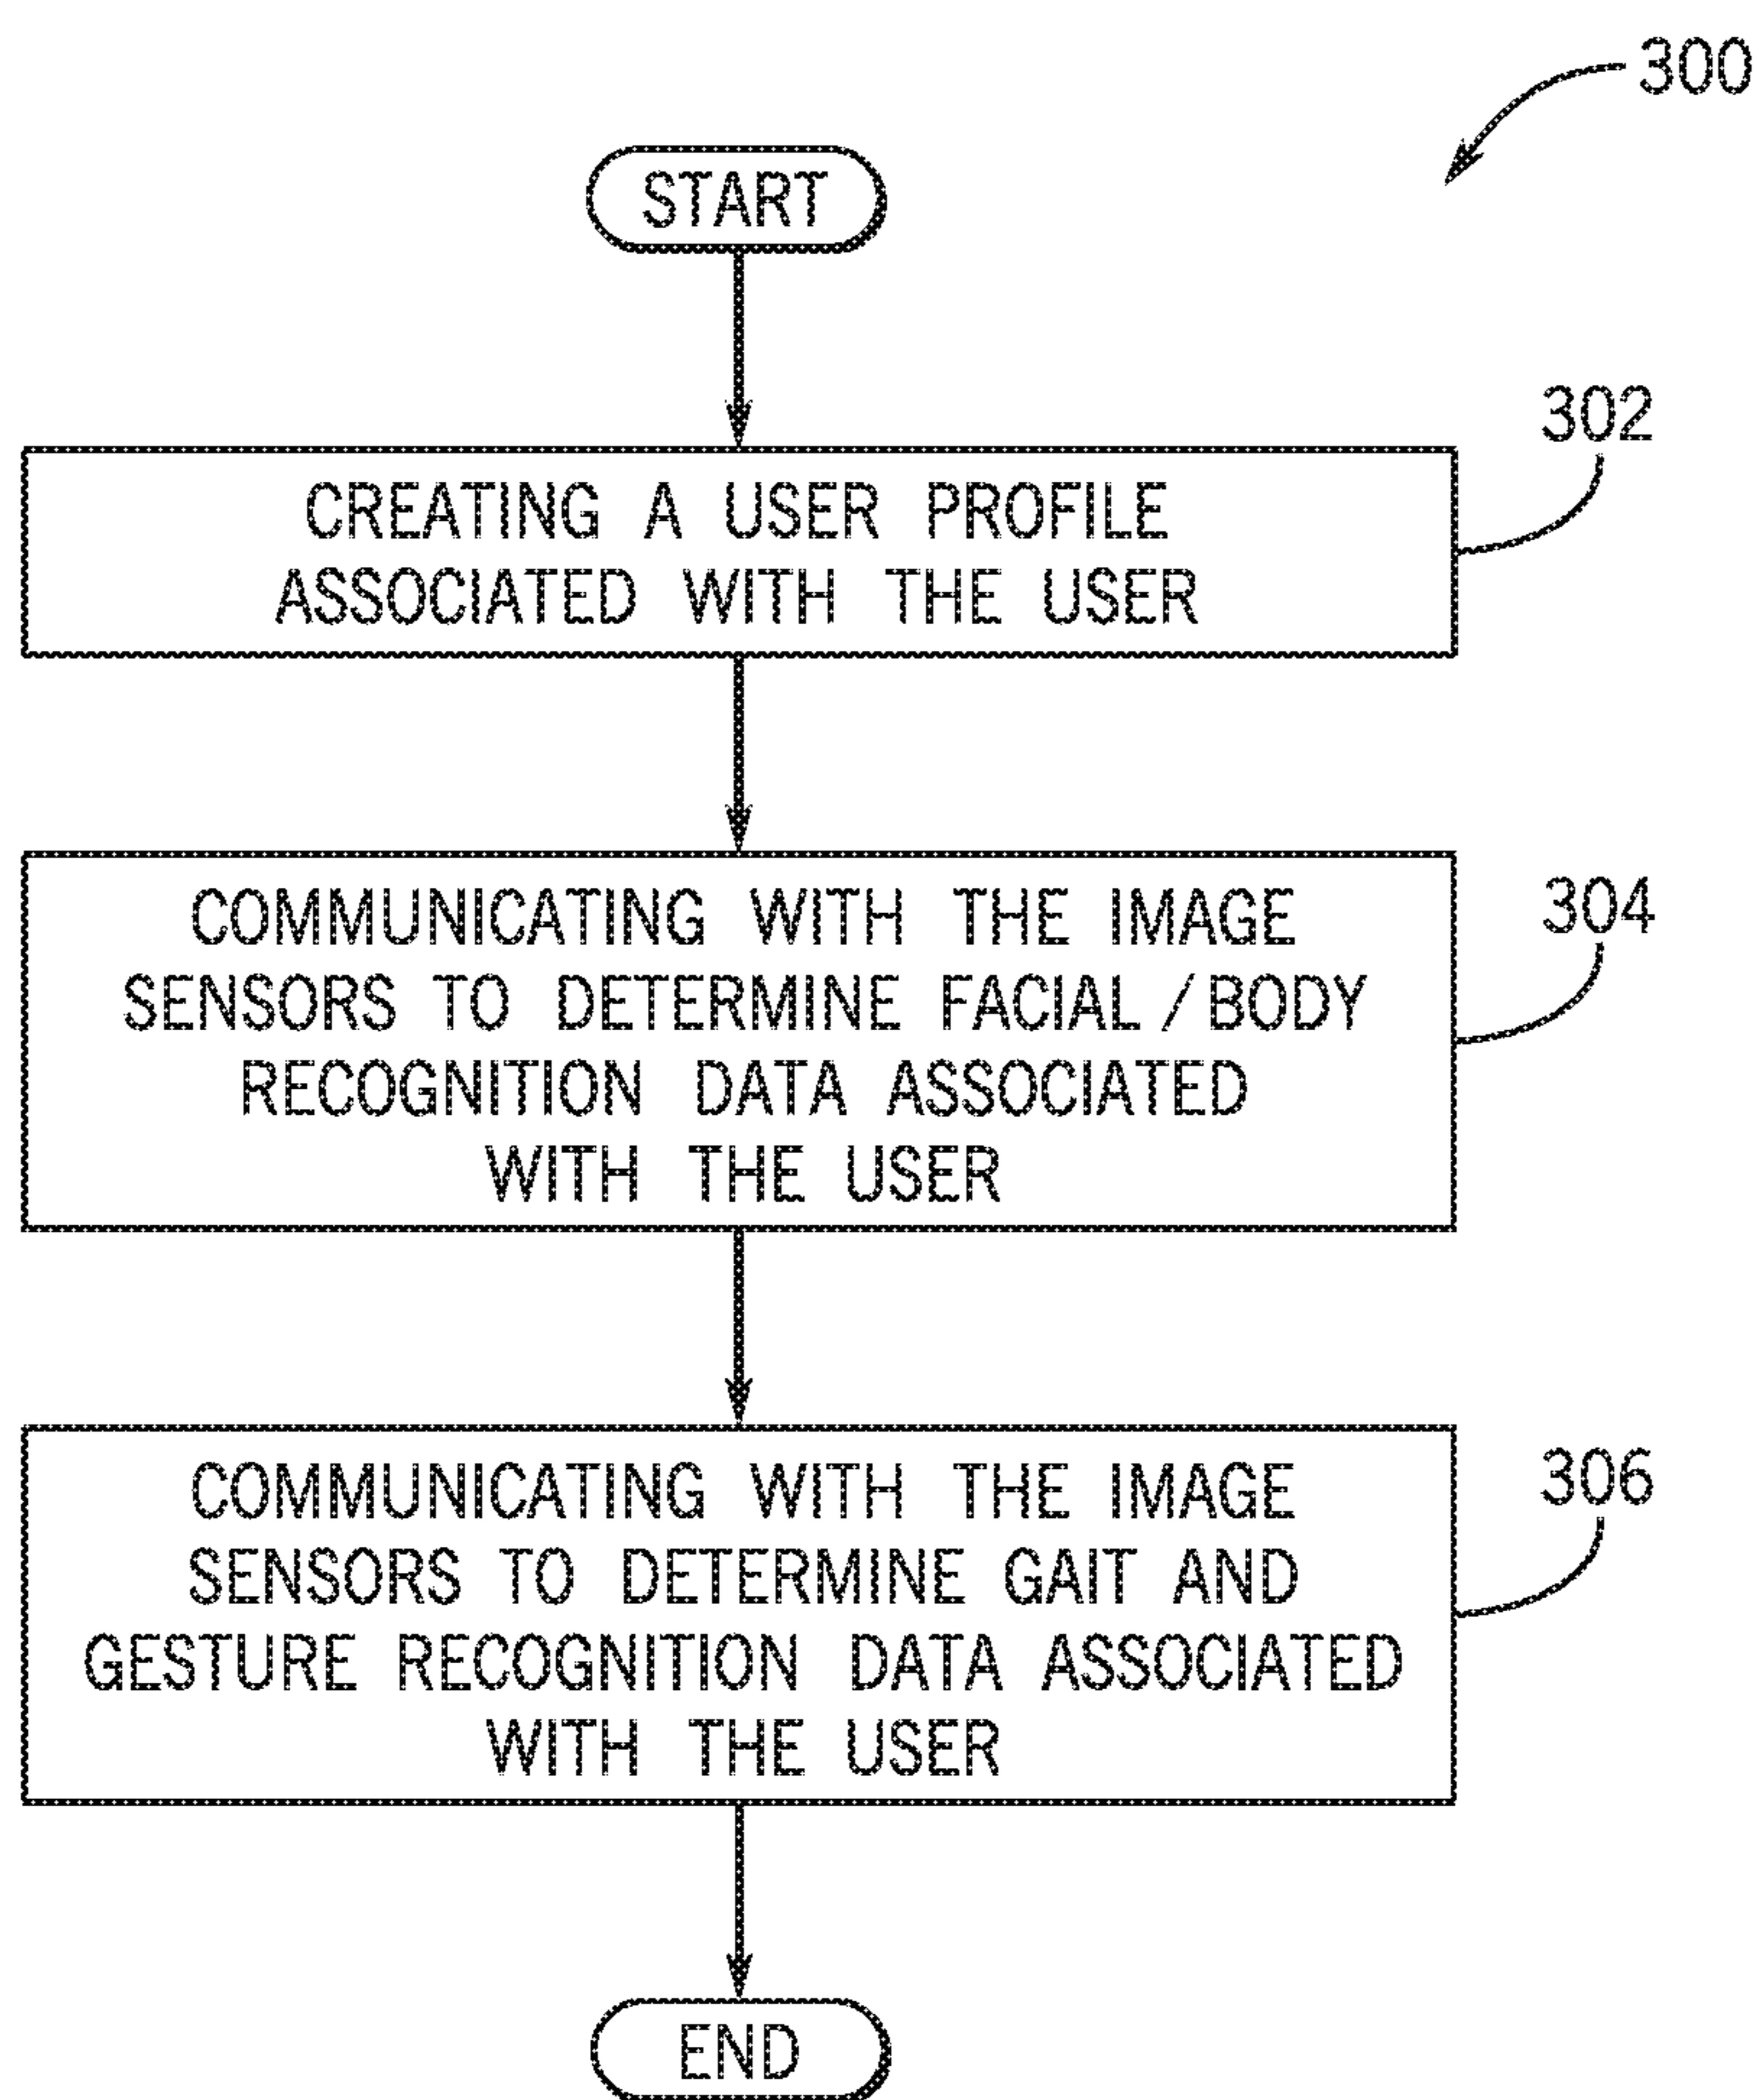 300
START
302
CREATING A USER PROFILE
ASSOCIATED WITH THE USER
304
COMMUNICATING WITH THE IMAGE
SENSORS TO DETERMINE FACIAL/BODY
RECOGNITION DATA ASSOCIATED
WITH THE USER
306
COMMUNICATING WITH THE IMAGE
SENSORS TO DETERMINE GAIT AND
GESTURE RECOGNITION DATA ASSOCIATED
WITH THE USER
END